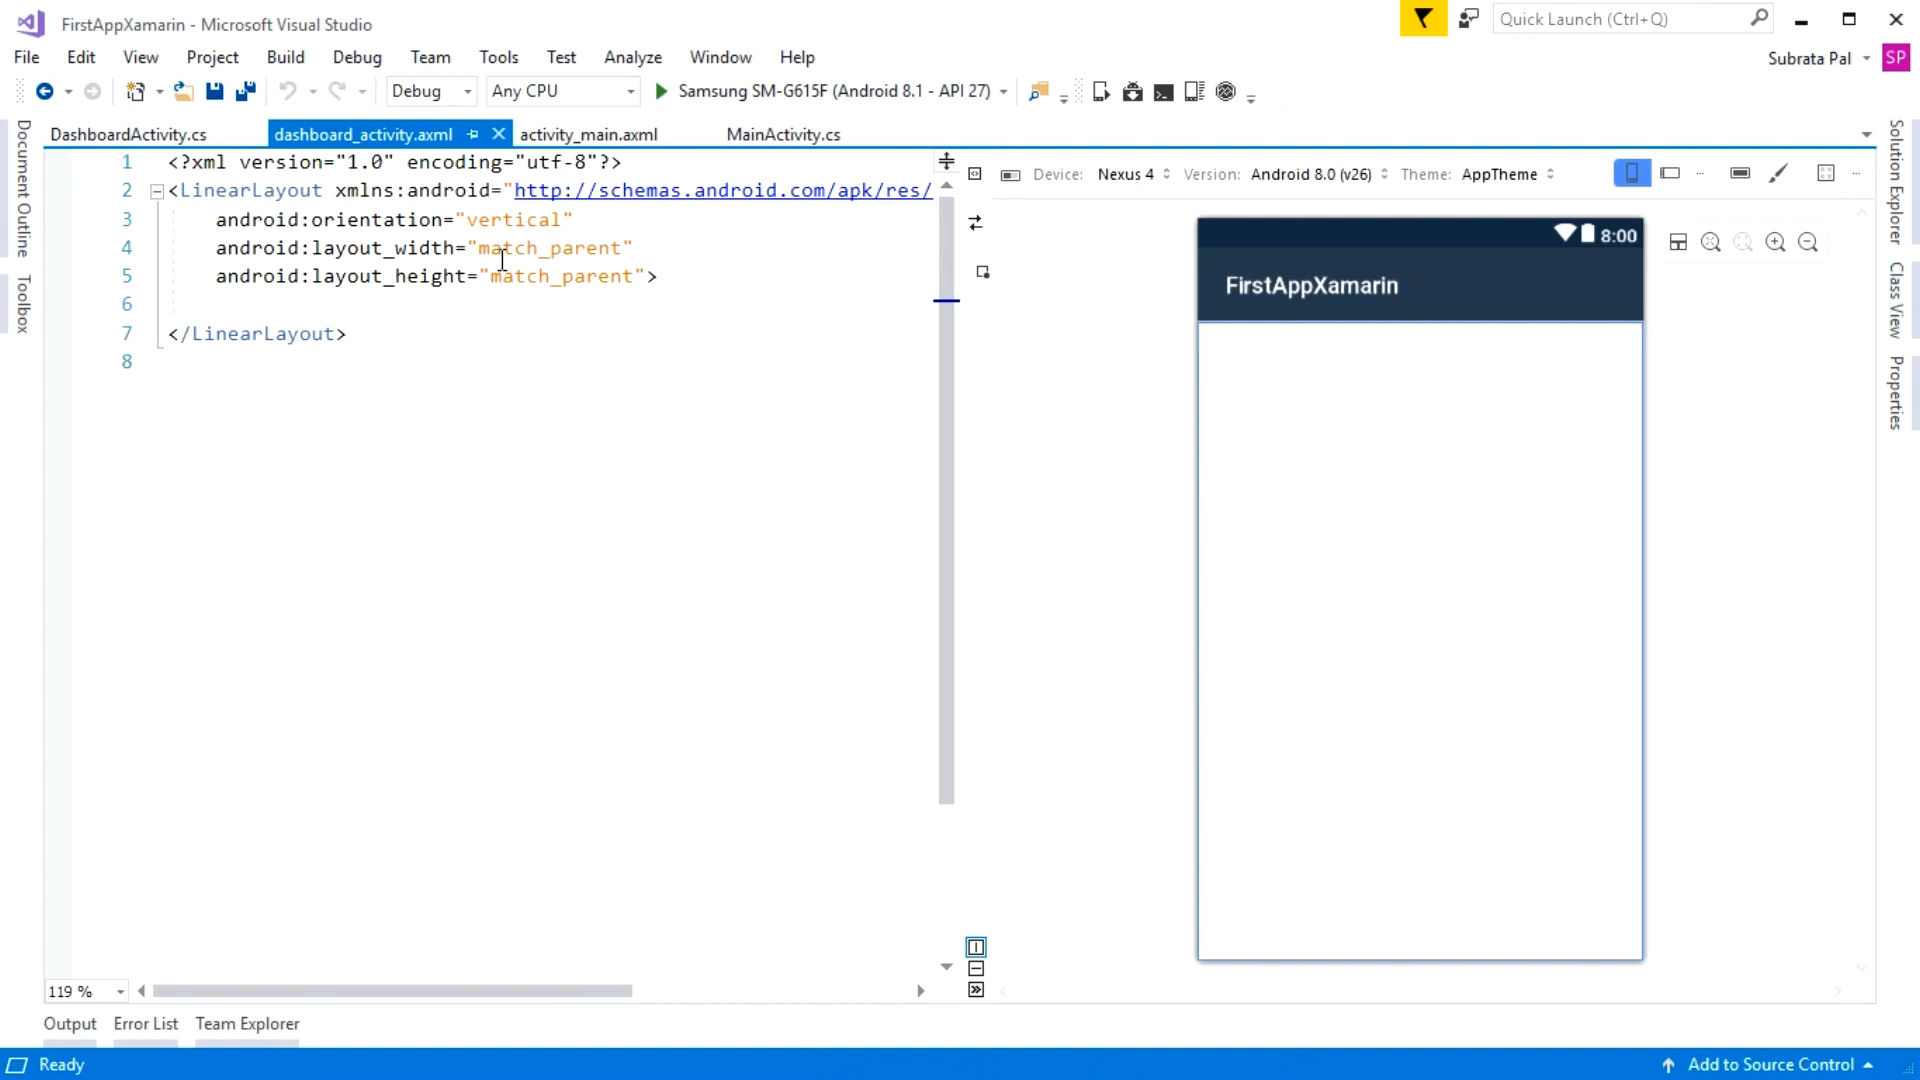 FirstAppXamarin - Microsoft Visual Studio
Quick Launch (Ctrl+Q)
File Edit View Project Build Debug Team Tools Test Analyze Window Help
Subrata Pal SP
Debug Any CPU Samsung SM-G615F (Android 8.1 - API 27)
DashboardActivity.cs dashboard_activity.axml activity_main.axml MainActivity.cs
Document Outline
Toolbox
1 <?xml version="1.0" encoding="utf-8"?>
2 <LinearLayout xmlns:android="http://schemas.android.com/apk/res/
3 android:orientation="vertical"
4 android:layout_width="match_parent"
5 android:layout_height="match_parent">
6
7 </LinearLayout>
8
Device: Nexus 4 Version: Android 8.0 (v26) Theme: AppTheme
8:00
FirstAppXamarin
Solution Explorer
Class View
Properties
119 %
Output Error List Team Explorer
Ready
Add to Source Control